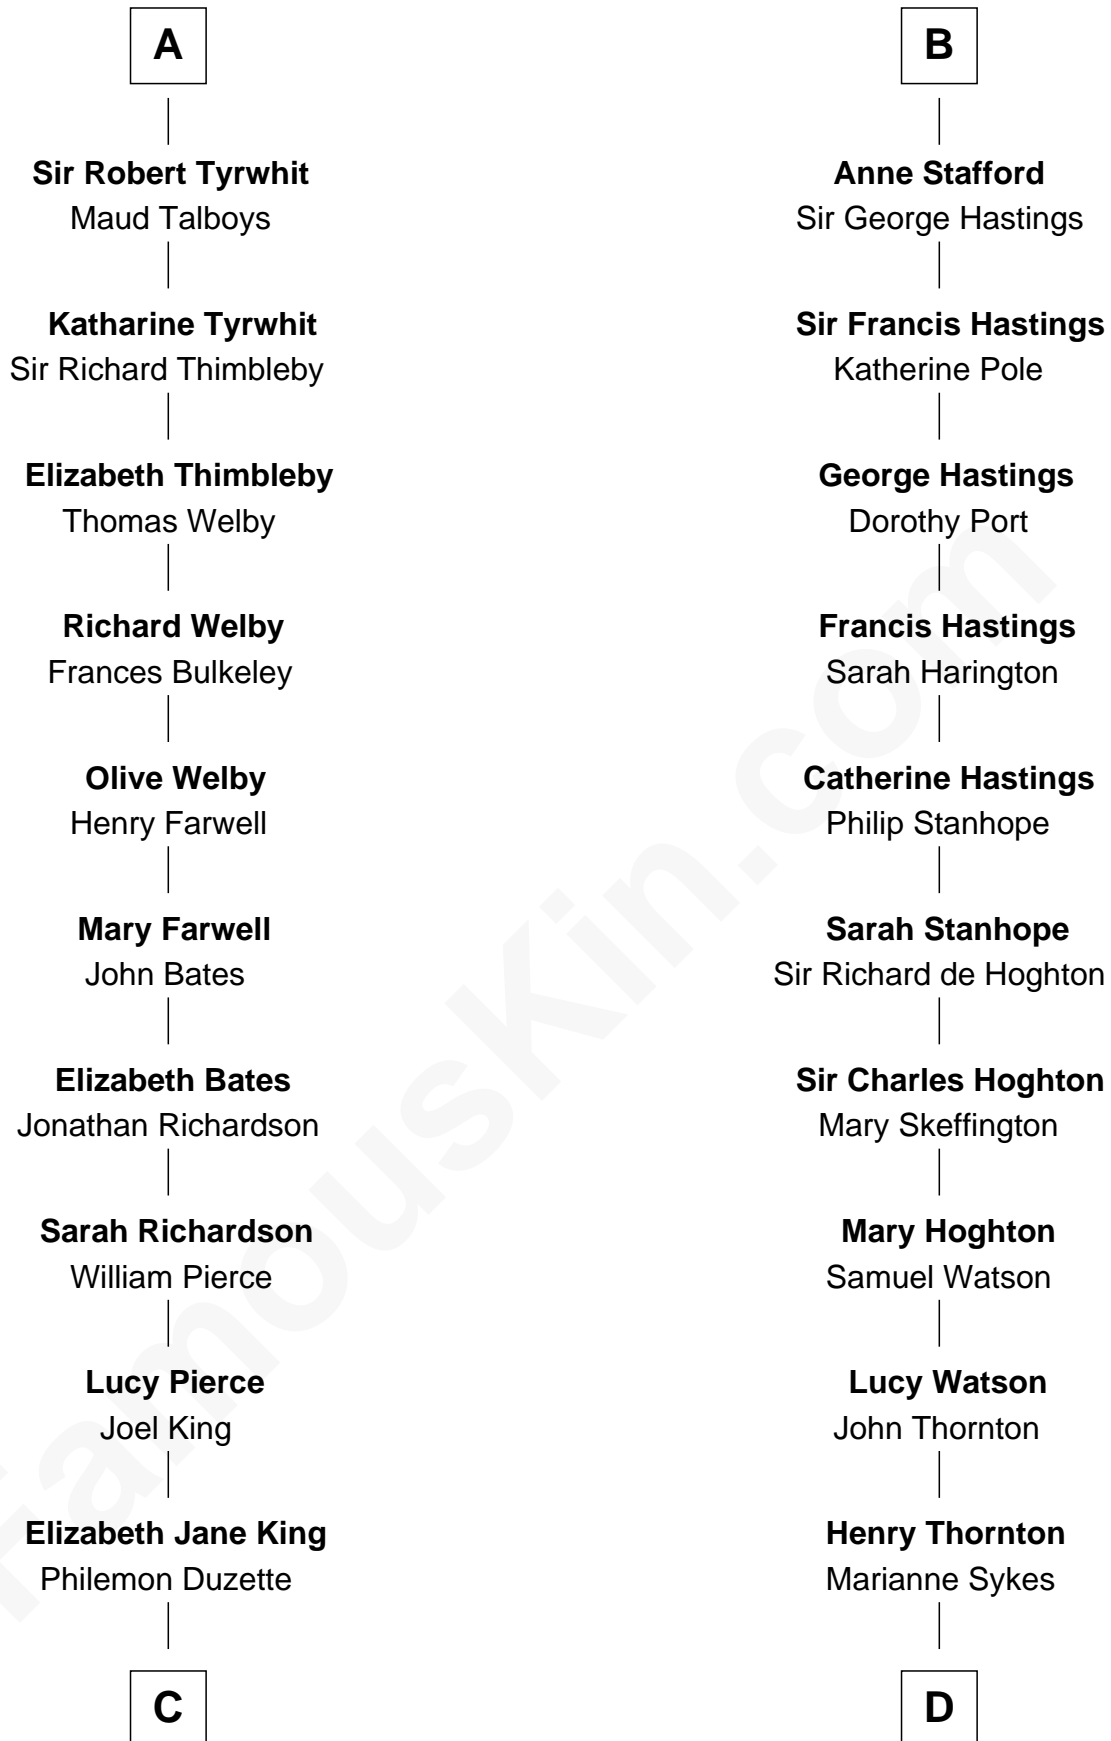 A
Sir Robert Tyrwhit
Maud Talboys
Katharine Tyrwhit
Sir Richard Thimbleby
Elizabeth Thimbleby
Thomas Welby
Richard Welby
Frances Bulkeley
Olive Welby
Henry Farwell
Mary Farwell
John Bates
Elizabeth Bates
Jonathan Richardson
Sarah Richardson
William Pierce
Lucy Pierce
Joel King
Elizabeth Jane King
Philemon Duzette
C
B
Anne Stafford
Sir George Hastings
Sir Francis Hastings
Katherine Pole
George Hastings
Dorothy Port
Francis Hastings
Sarah Harington
Catherine Hastings
Philip Stanhope
Sarah Stanhope
Sir Richard de Hoghton
Sir Charles Hoghton
Mary Skeffington
Mary Hoghton
Samuel Watson
Lucy Watson
John Thornton
Henry Thornton
Marianne Sykes
D
FamousKin.com